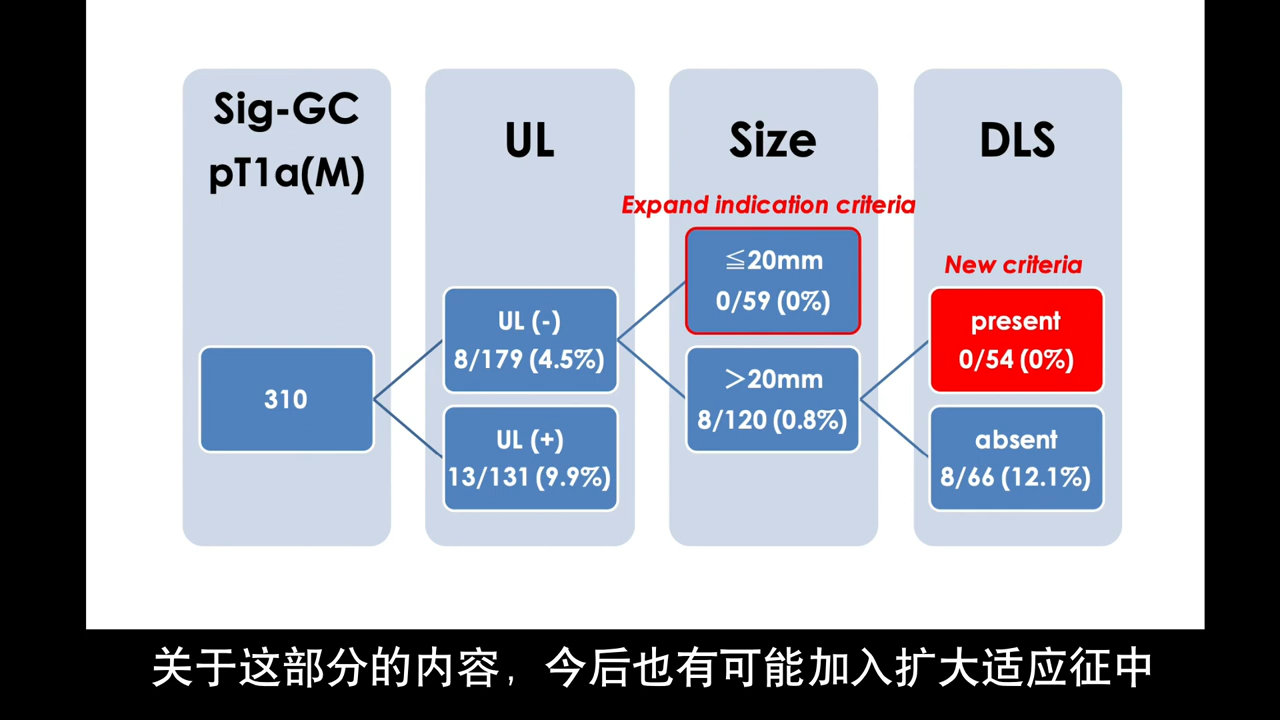 Sig-GC
pT1a(M)
UL
Size
DLS
Expand indication criteria
New criteria
310
UL (-)
8/179 (4.5%)
UL (+)
13/131 (9.9%)
≦20mm
0/59 (0%)
＞20mm
8/120 (0.8%)
present
0/54 (0%)
absent
8/66 (12.1%)
关于这部分的内容，今后也有可能加入扩大适应征中